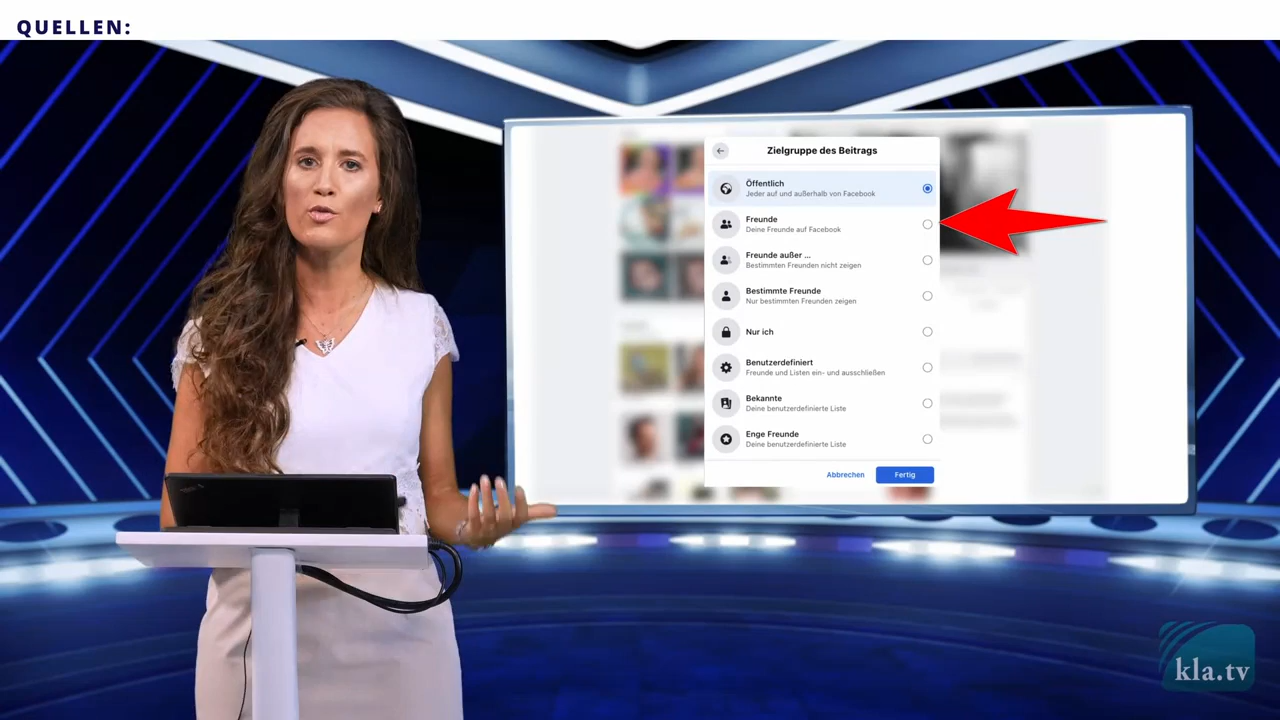 QUELLEN:
Zielgruppe des Beitrags
Öffentlich
Jeder auf und außerhalb von Facebook
Freunde
Deine Freunde auf Facebook
Freunde außer ...
Bestimmten Freunden nicht zeigen
Bestimmte Freunde
Nur bestimmten Freunden zeigen
Nur ich
Benutzerdefiniert
Freunde und Listen ein- und ausschließen
Bekannte
Deine benutzerdefinierte Liste
Enge Freunde
Deine benutzerdefinierte Liste
Abbrechen
Fertig
kla.tv